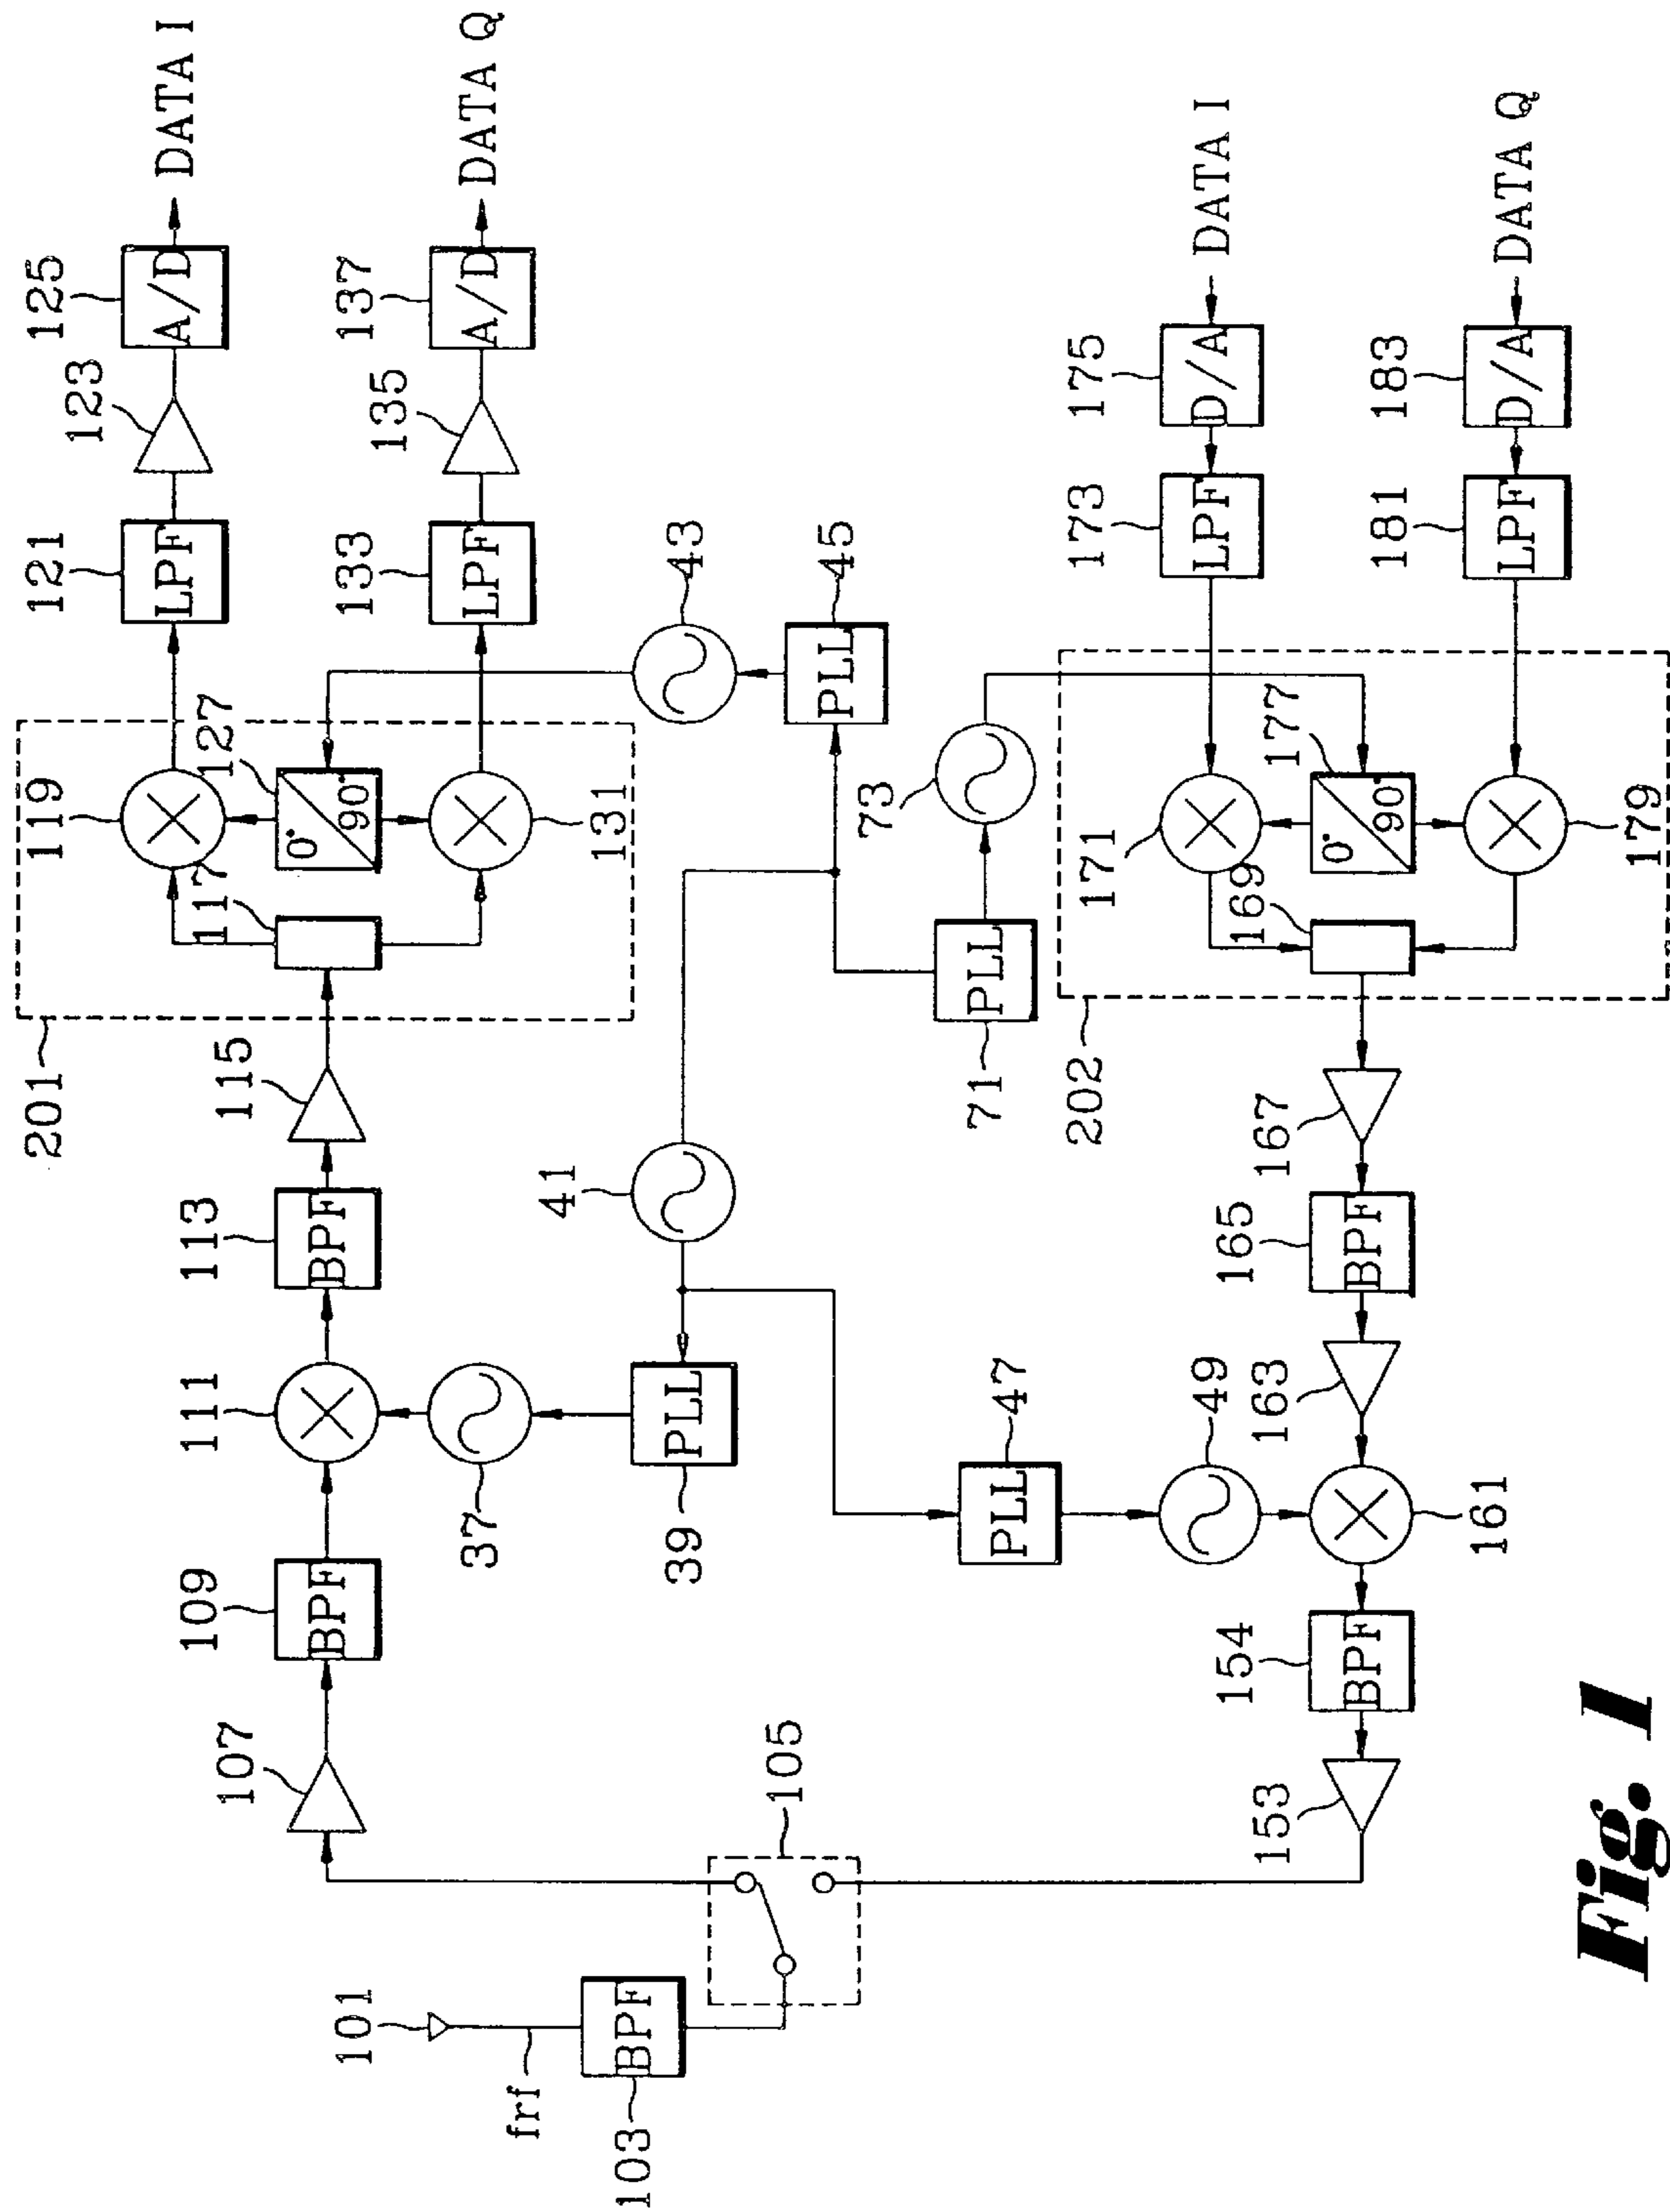 101
frf
103
BPF
105
107
109
BPF
111
37
39
PLL
113
BPF
115
201
117
119
127
0°
90°
131
121
LPF
123
125
A/D
DATA I
133
LPF
135
137
A/D
DATA Q
41
43
45
PLL
71
PLL
73
47
PLL
49
153
154
BPF
161
163
165
BPF
167
202
169
171
177
0°
90°
179
173
LPF
175
D/A
DATA I
181
LPF
183
D/A
DATA Q
Fig. 1